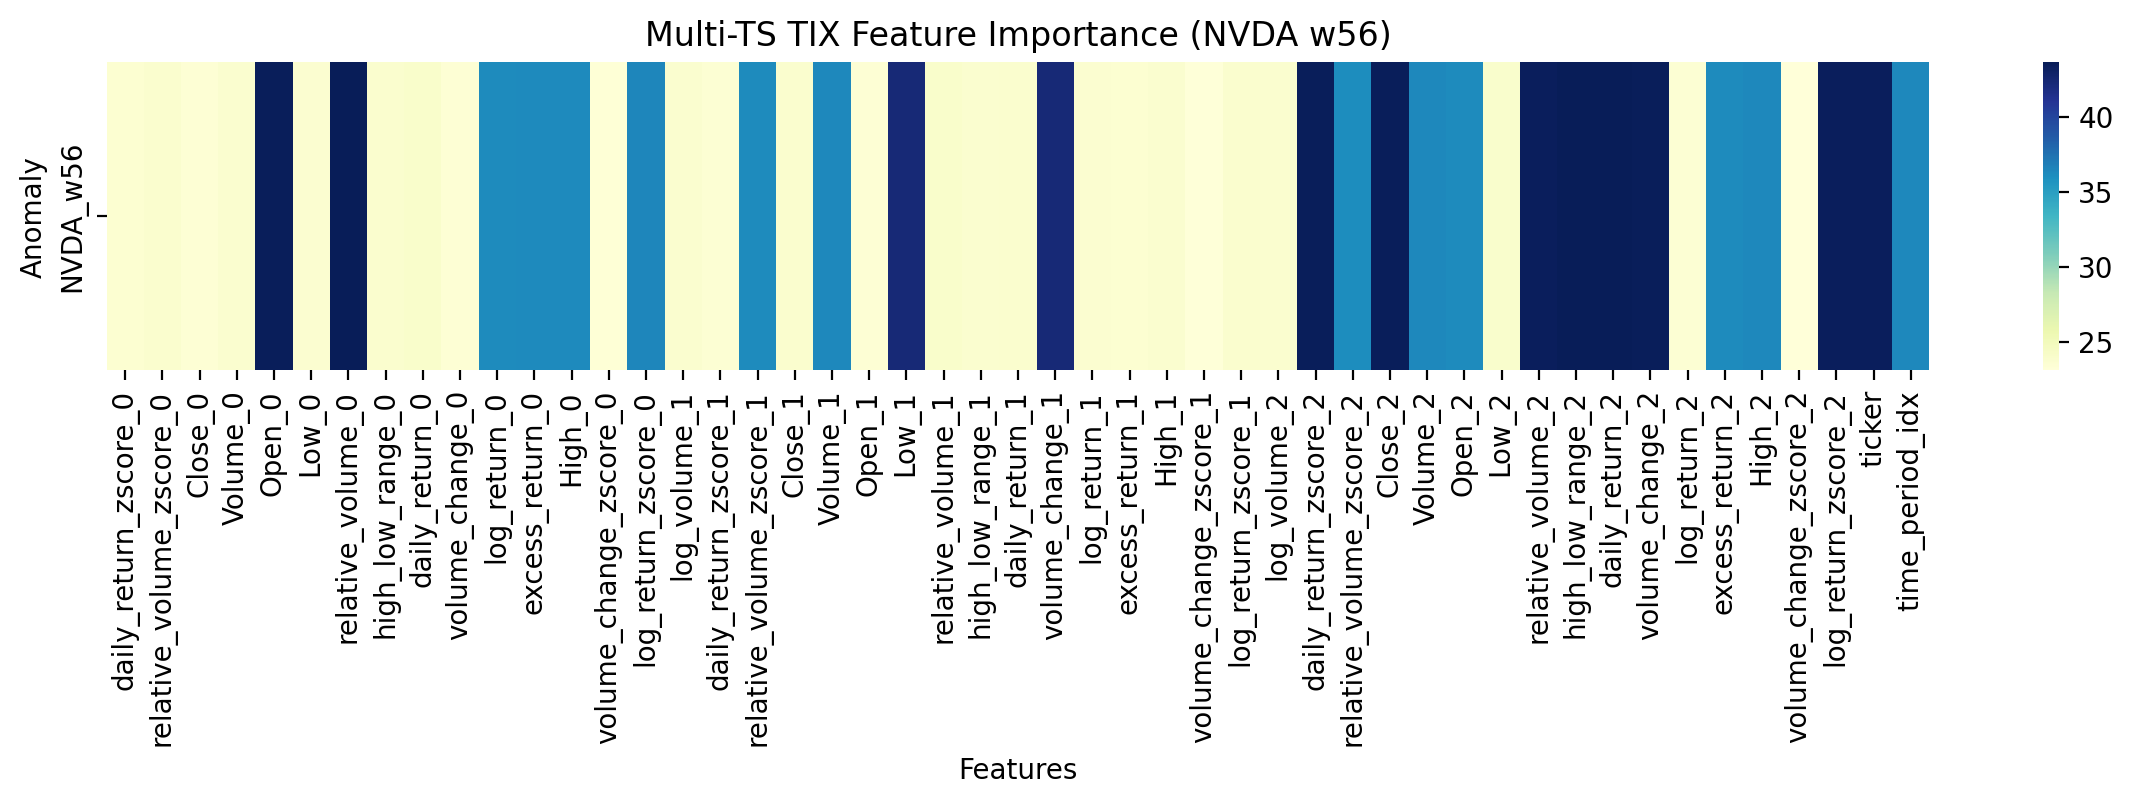 Multi-TS TIX Feature Importance (NVDA w56)
Anomaly
NVDA_w56
40
35
30
25
daily_return_zscore_0
relative_volume_zscore_0
Close_0
Volume_0
Open_0
Low_0
relative_volume_0
high_low_range_0
daily_return_0
volume_change_0
log_return_0
excess_return_0
High_0
volume_change_zscore_0
log_return_zscore_0
log_volume_1
daily_return_zscore_1
relative_volume_zscore_1
Close_1
Volume_1
Open_1
Low_1
relative_volume_1
high_low_range_1
daily_return_1
volume_change_1
log_return_1
excess_return_1
High_1
volume_change_zscore_1
log_return_zscore_1
log_volume_2
daily_return_zscore_2
relative_volume_zscore_2
Close_2
Volume_2
Open_2
Low_2
relative_volume_2
high_low_range_2
daily_return_2
volume_change_2
log_return_2
excess_return_2
High_2
volume_change_zscore_2
log_return_zscore_2
ticker
time_period_idx
Features